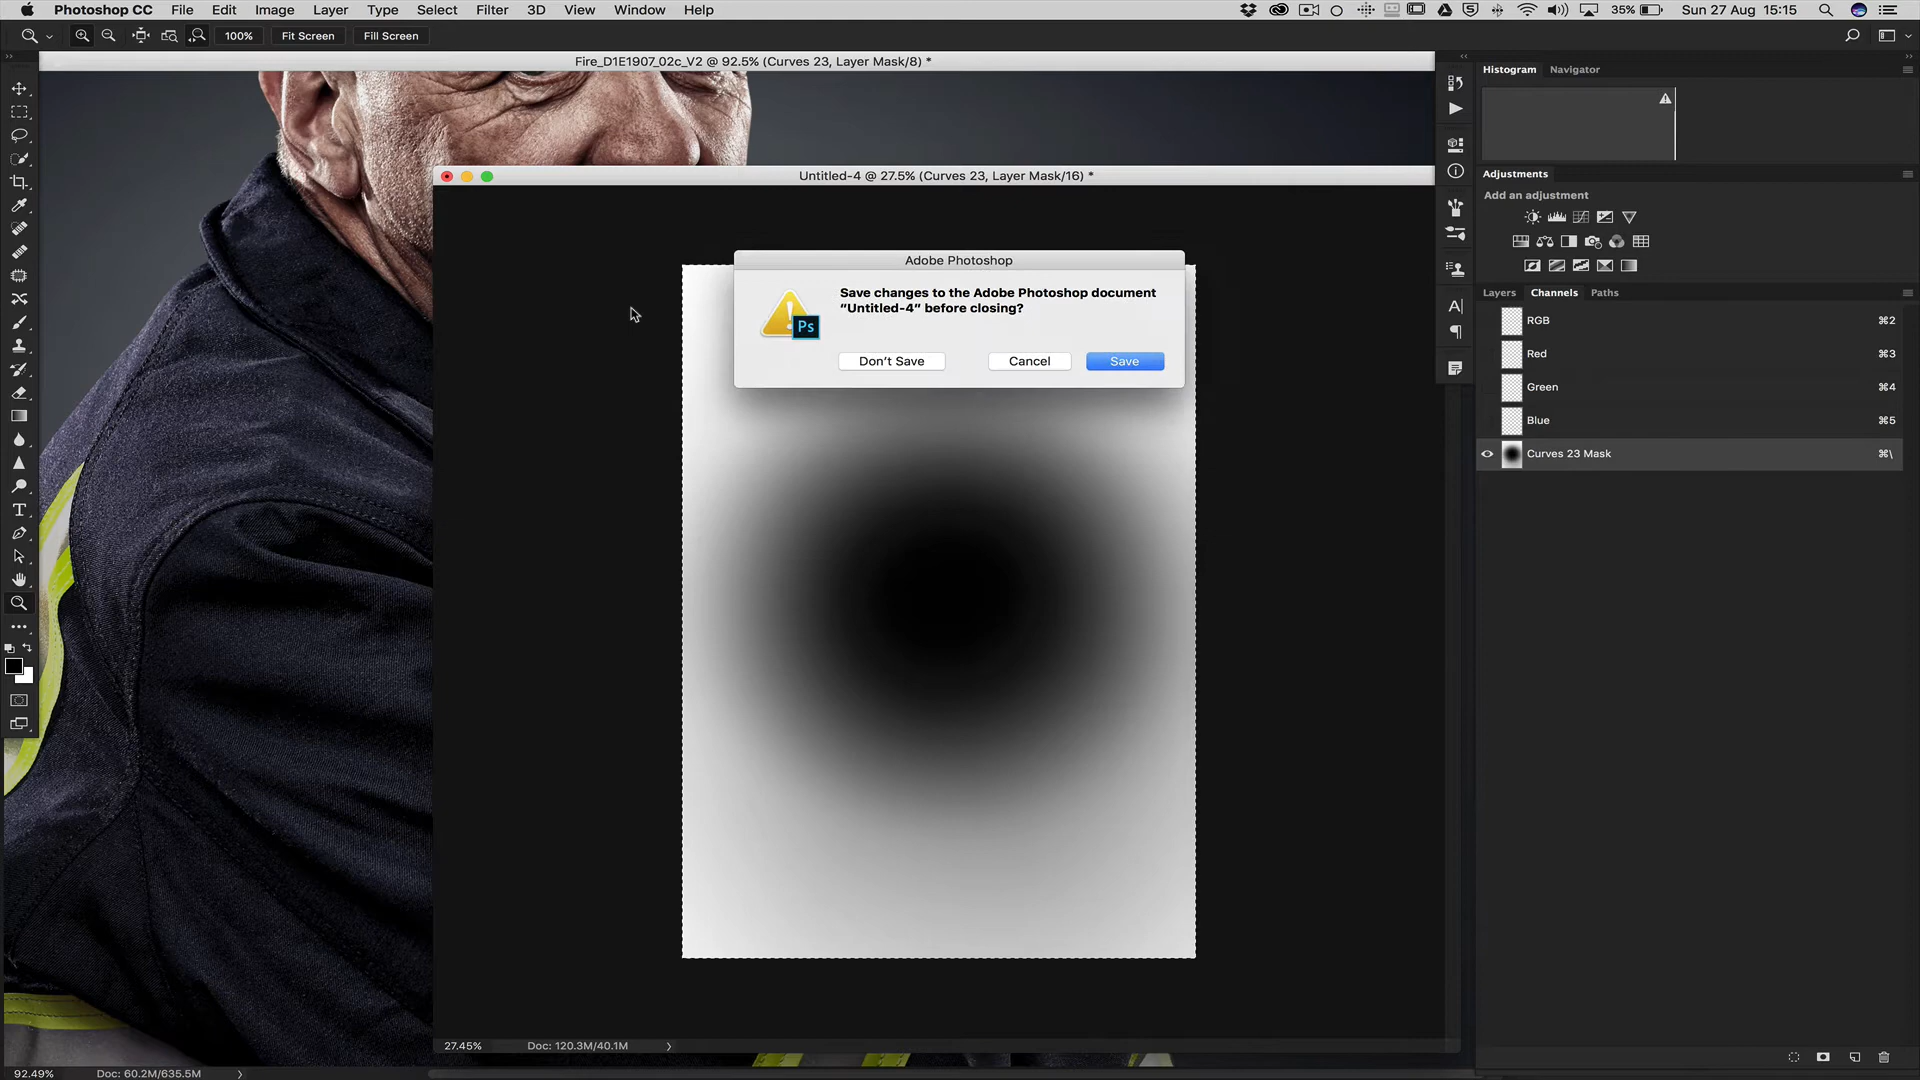 Photoshop CC File Edit Image Layer Type Select Filter 3D View Window Help 35% Sun 27 Aug 15:15
100% Fit Screen Fill Screen
Fire_D1E1907_02c_V2 @ 92.5% (Curves 23, Layer Mask/8) *
Histogram Navigator
Untitled-4 @ 27.5% (Curves 23, Layer Mask/16) *
Adjustments
Add an adjustment
Adobe Photoshop
Save changes to the Adobe Photoshop document
“Untitled-4” before closing?
Ps
Don’t Save Cancel Save
Layers Channels Paths
RGB ⌘2
Red ⌘3
Green ⌘4
Blue ⌘5
Curves 23 Mask ⌘\
27.45% Doc: 120.3M/40.1M
92.49% Doc: 60.2M/635.5M